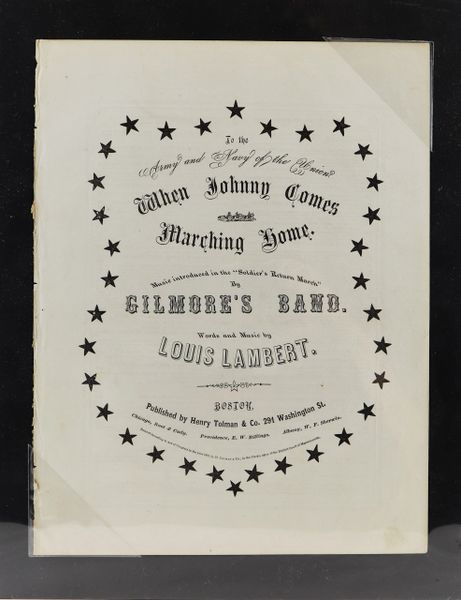 To the
Army and Navy of the Union.
When Johnny Comes
Marching Home.
Music introduced in the "Soldier's Return March"
By
GILMORE'S BAND.
Words and Music by
LOUIS LAMBERT.
BOSTON,
Published by Henry Tolman & Co. 291 Washington St.
Chicago, Root & Cady. Providence, E. W. Billings. Albany, W. F. Sherwin.